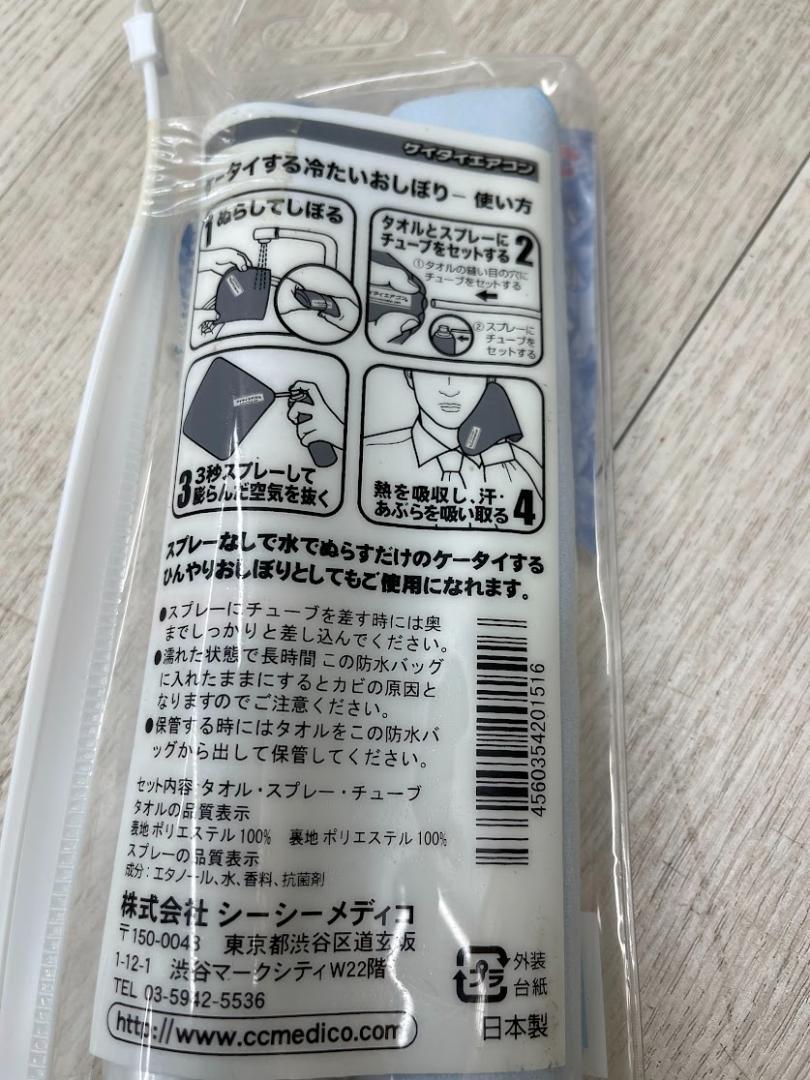 ケイタイエアコン
ータイする冷たいおしぼり－ 使い方
1 ぬらしてしぼる
タオルとスプレーに
チューブをセットする 2
①タオルの縫い目の穴に
チューブをセットする
②スプレーに
チューブを
セットする
3 3秒スプレーして
膨らんだ空気を抜く
熱を吸収し、汗・
あぶらを吸い取る 4
スプレーなしで水でぬらすだけのケータイする
ひんやりおしぼりとしてもご使用になれます。
●スプレーにチューブを差す時には奥
までしっかりと差し込んでください。
●濡れた状態で長時間この防水バッグ
に入れたままにするとカビの原因と
なりますのでご注意ください。
●保管する時にはタオルをこの防水バ
ッグから出して保管してください。
4560354201516
セット内容:タオル・スプレー・チューブ
タオルの品質表示
表地 ポリエステル 100% 裏地 ポリエステル 100%
スプレーの品質表示
成分:エタノール、水、香料、抗菌剤
株式会社 シーシーメディコ
〒150-0043 東京都渋谷区道玄坂
1-12-1 渋谷マークシティW22階
TEL 03-5942-5536
http://www.ccmedico.com
プラ
外装
台紙
日本製